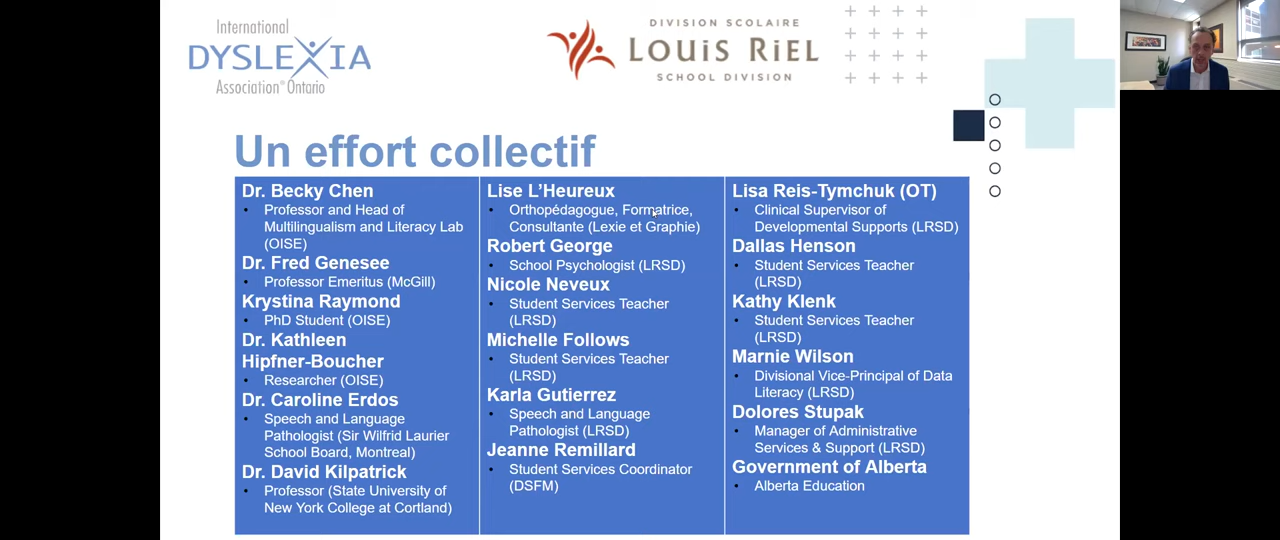 International
DYSLEXIA
Association® Ontario
DIVISION SCOLAIRE
LOUIS RIEL
SCHOOL DIVISION
Un effort collectif
Dr. Becky Chen
• Professor and Head of
Multilingualism and Literacy Lab
(OISE)
Dr. Fred Genesee
• Professor Emeritus (McGill)
Krystina Raymond
• PhD Student (OISE)
Dr. Kathleen
Hipfner-Boucher
• Researcher (OISE)
Dr. Caroline Erdos
• Speech and Language
Pathologist (Sir Wilfrid Laurier
School Board, Montreal)
Dr. David Kilpatrick
• Professor (State University of
New York College at Cortland)
Lise L'Heureux
• Orthopédagogue, Formatrice,
Consultante (Lexie et Graphie)
Robert George
• School Psychologist (LRSD)
Nicole Neveux
• Student Services Teacher
(LRSD)
Michelle Follows
• Student Services Teacher
(LRSD)
Karla Gutierrez
• Speech and Language
Pathologist (LRSD)
Jeanne Remillard
• Student Services Coordinator
(DSFM)
Lisa Reis-Tymchuk (OT)
• Clinical Supervisor of
Developmental Supports (LRSD)
Dallas Henson
• Student Services Teacher
(LRSD)
Kathy Klenk
• Student Services Teacher
(LRSD)
Marnie Wilson
• Divisional Vice-Principal of Data
Literacy (LRSD)
Dolores Stupak
• Manager of Administrative
Services & Support (LRSD)
Government of Alberta
• Alberta Education